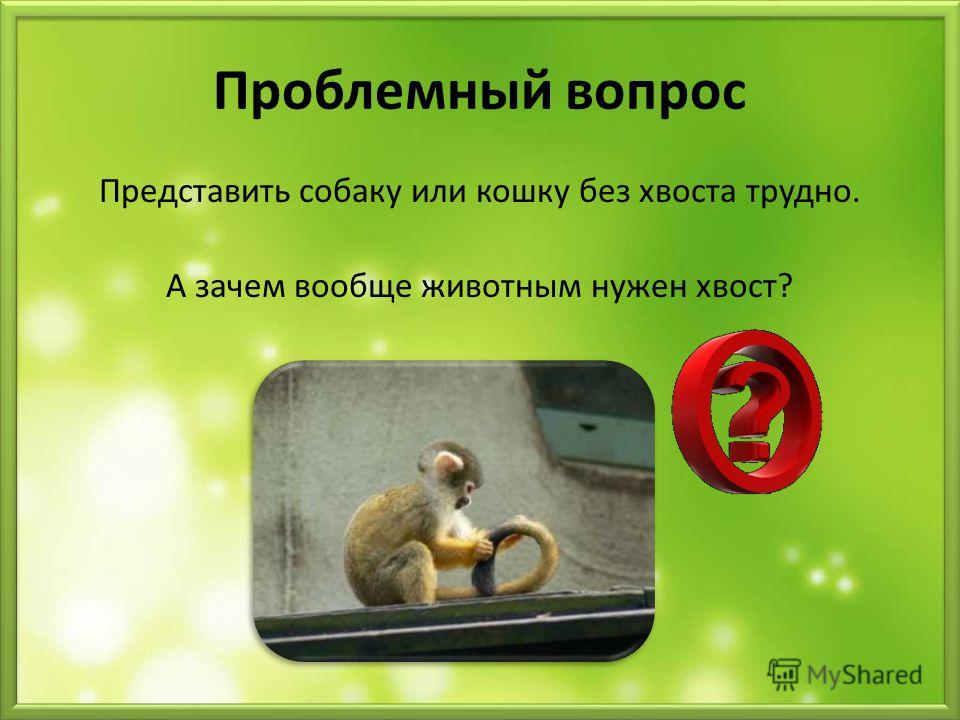 Проблемный вопрос
Представить собаку или кошку без хвоста трудно.
А зачем вообще животным нужен хвост?
?
MyShared